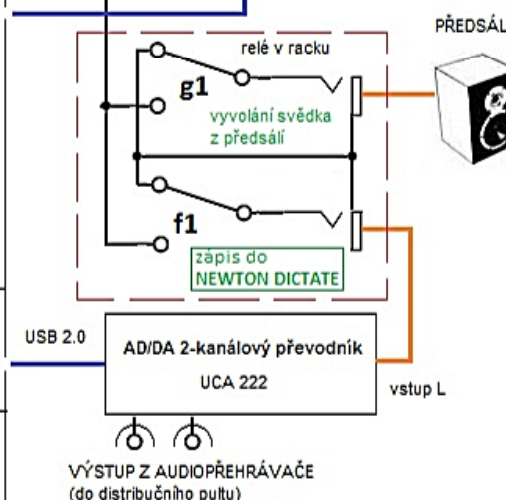 PŘEDSÁL
relé v racku
g1
vyvolání svědka
z předsálí
f1
zápis do
NEWTON DICTATE
USB 2.0
AD/DA 2-kanálový převodník
UCA 222
vstup L
VÝSTUP Z AUDIOPŘEHRÁVAČE
(do distribučního pultu)